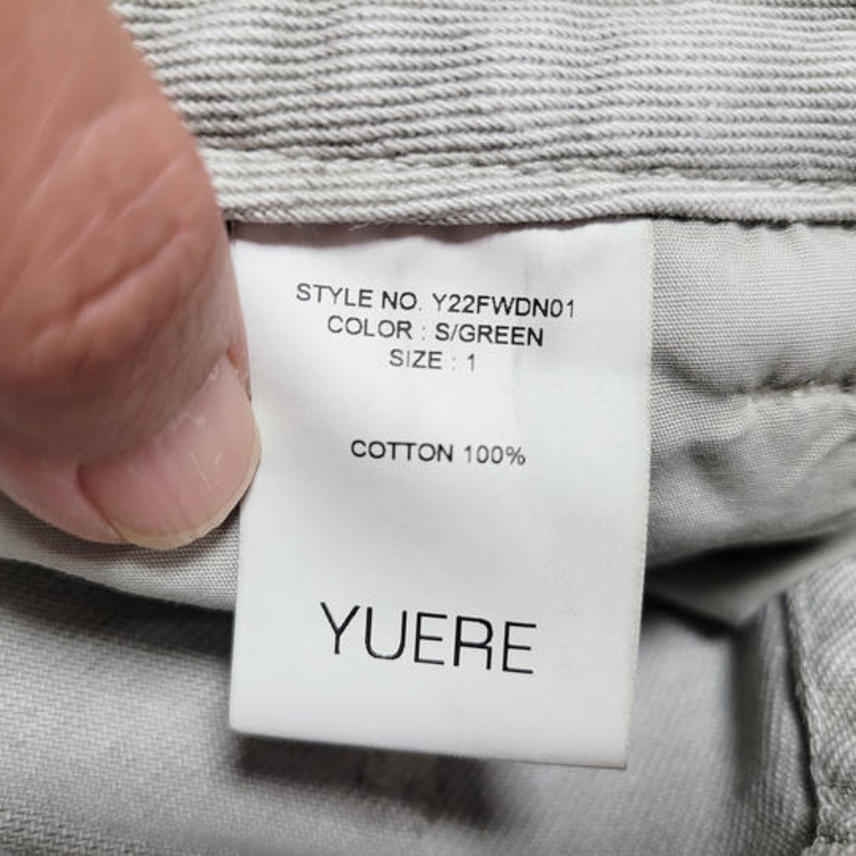 STYLE NO. Y22FWDN01
COLOR : S/GREEN
SIZE : 1
COTTON 100%
YUERE